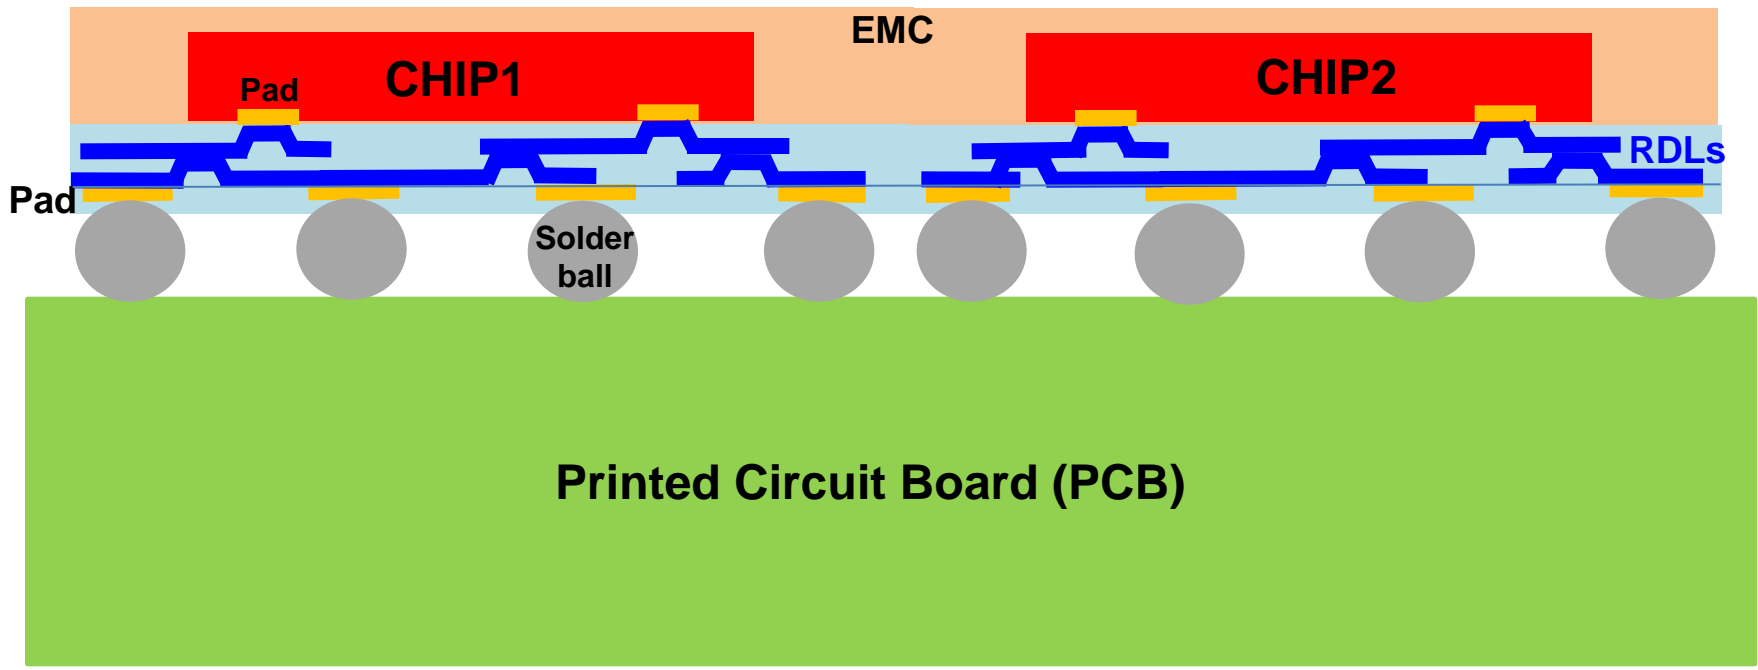 EMC
CHIP1
CHIP2
Pad
RDLs
Pad
Solder
ball
Printed Circuit Board (PCB)